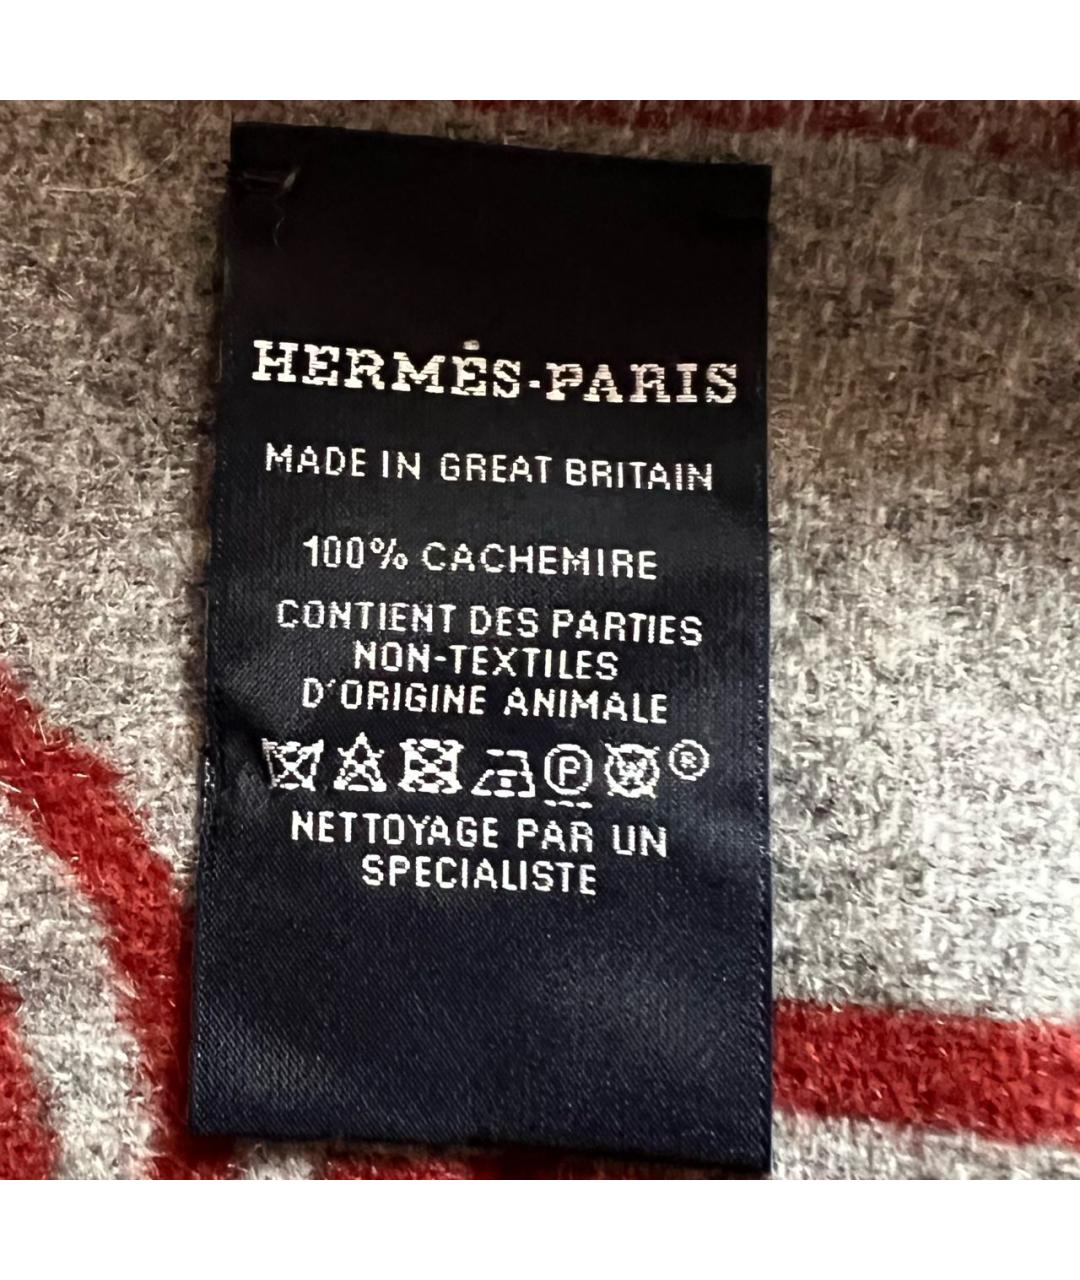 HERMÈS-PARIS
MADE IN GREAT BRITAIN
100% CACHEMIRE
CONTIENT DES PARTIES
NON-TEXTILES
D'ORIGINE ANIMALE
P W ®
NETTOYAGE PAR UN
SPECIALISTE